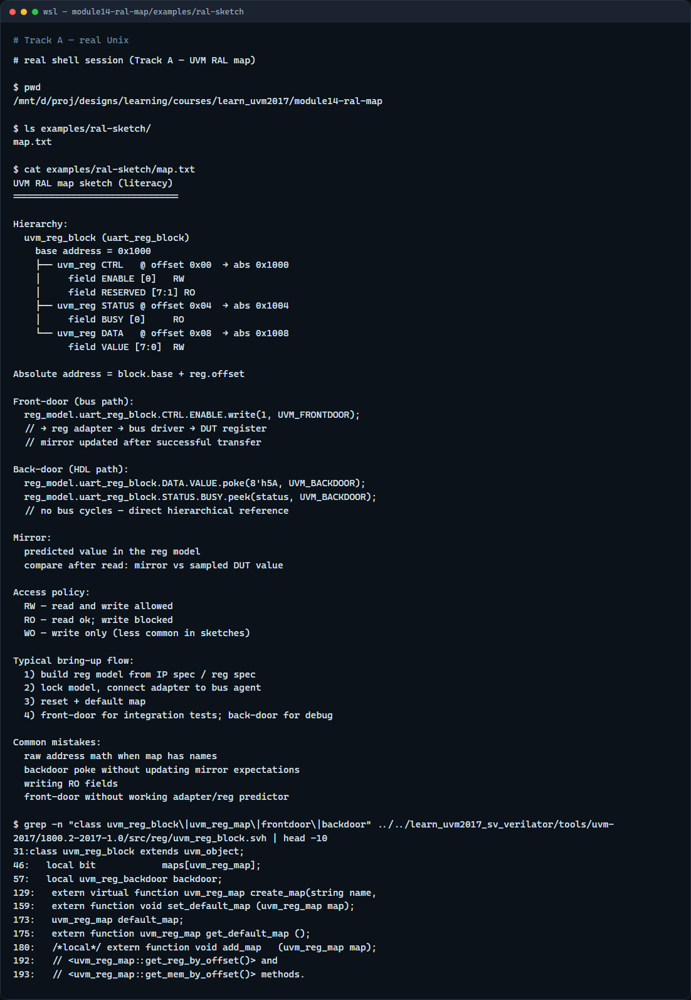 wsl — module14-ral-map/examples/ral-sketch
# Track A — real Unix
# real shell session (Track A — UVM RAL map)
$ pwd
/mnt/d/proj/designs/learning/courses/learn_uvm2017/module14-ral-map
$ ls examples/ral-sketch/
map.txt
$ cat examples/ral-sketch/map.txt
UVM RAL map sketch (literacy)
==============================
Hierarchy:
  uvm_reg_block (uart_reg_block)
    base address = 0x1000
    ├── uvm_reg CTRL   @ offset 0x00  → abs 0x1000
    │     field ENABLE [0]   RW
    │     field RESERVED [7:1] RO
    ├── uvm_reg STATUS @ offset 0x04  → abs 0x1004
    │     field BUSY [0]     RO
    └── uvm_reg DATA   @ offset 0x08  → abs 0x1008
          field VALUE [7:0]  RW
Absolute address = block.base + reg.offset
Front-door (bus path):
  reg_model.uart_reg_block.CTRL.ENABLE.write(1, UVM_FRONTDOOR);
  // → reg adapter → bus driver → DUT register
  // mirror updated after successful transfer
Back-door (HDL path):
  reg_model.uart_reg_block.DATA.VALUE.poke(8'h5A, UVM_BACKDOOR);
  reg_model.uart_reg_block.STATUS.BUSY.peek(status, UVM_BACKDOOR);
  // no bus cycles — direct hierarchical reference
Mirror:
  predicted value in the reg model
  compare after read: mirror vs sampled DUT value
Access policy:
  RW — read and write allowed
  RO — read ok; write blocked
  WO — write only (less common in sketches)
Typical bring-up flow:
  1) build reg model from IP spec / reg spec
  2) lock model, connect adapter to bus agent
  3) reset + default map
  4) front-door for integration tests; back-door for debug
Common mistakes:
  raw address math when map has names
  backdoor poke without updating mirror expectations
  writing RO fields
  front-door without working adapter/reg predictor
$ grep -n "class uvm_reg_block\|uvm_reg_map\|frontdoor\|backdoor" ../../learn_uvm2017_sv_verilator/tools/uvm-
2017/1800.2-2017-1.0/src/reg/uvm_reg_block.svh | head -10
31:class uvm_reg_block extends uvm_object;
46:   local bit            maps[uvm_reg_map];
57:   local uvm_reg_backdoor backdoor;
129:   extern virtual function uvm_reg_map create_map(string name,
159:   extern function void set_default_map (uvm_reg_map map);
173:   uvm_reg_map default_map;
175:   extern function uvm_reg_map get_default_map ();
180:   /*local*/ extern function void add_map   (uvm_reg_map map);
192:   // <uvm_reg_map::get_reg_by_offset()> and
193:   // <uvm_reg_map::get_mem_by_offset()> methods.